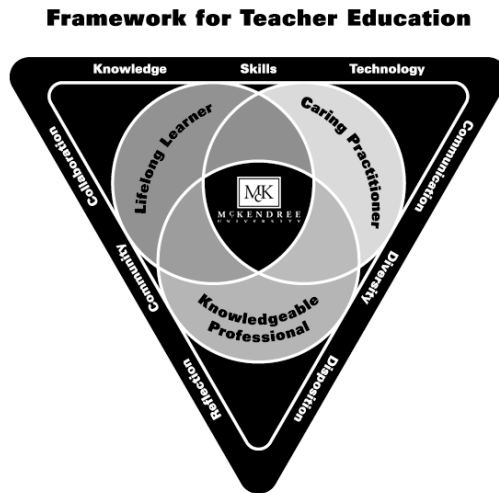 Framework for Teacher Education
Knowledge Skills Technology
Collaboration
Community
Reflection
Communication
Diversity
Disposition
Lifelong Learner
Caring Practitioner
McK
McKENDREE
UNIVERSITY
Knowledgeable
Professional